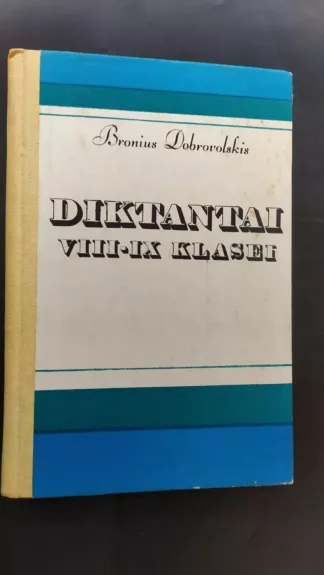 Bronius Dobrovolskis
DIKTANTAI
VIII-IX KLASEI